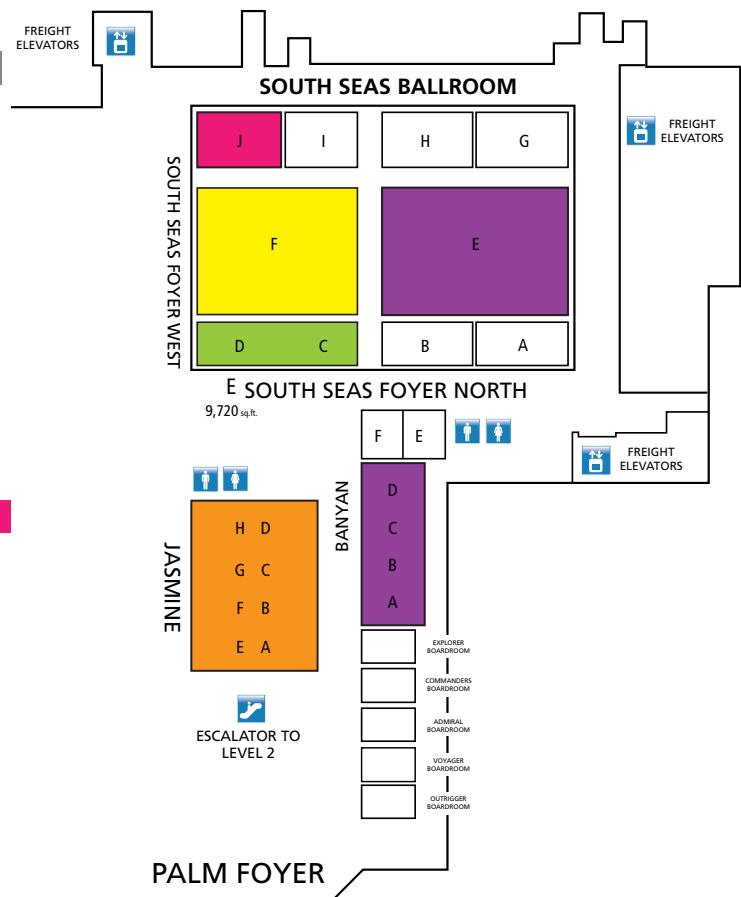 FREIGHT
ELEVATORS
SOUTH SEAS BALLROOM
FREIGHT
ELEVATORS
J
I
H
G
SOUTH SEAS FOYER WEST
F
E
D
C
B
A
E
SOUTH SEAS FOYER NORTH
9,720 sq.ft.
F
E
FREIGHT
ELEVATORS
BANYAN
D
C
B
A
JASMINE
H D
G C
F B
E A
EXPLORER
BOARDROOM
COMMANDERS
BOARDROOM
ADMIRAL
BOARDROOM
VOYAGER
BOARDROOM
OUTRIGGER
BOARDROOM
ESCALATOR TO
LEVEL 2
PALM FOYER